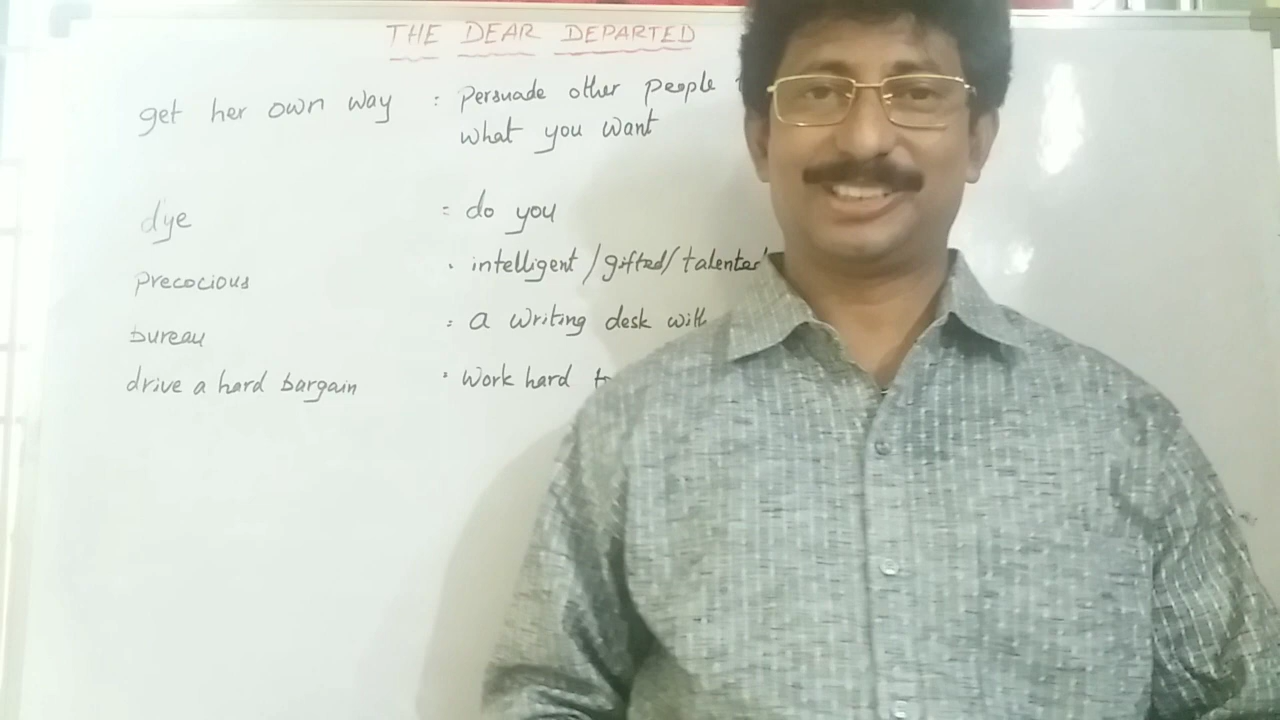 THE DEAR DEPARTED
get her own way : Persuade other people
what you want
dye = do you
precocious . intelligent / gifted / talented
bureau : a writing desk with
drive a hard bargain : Work hard